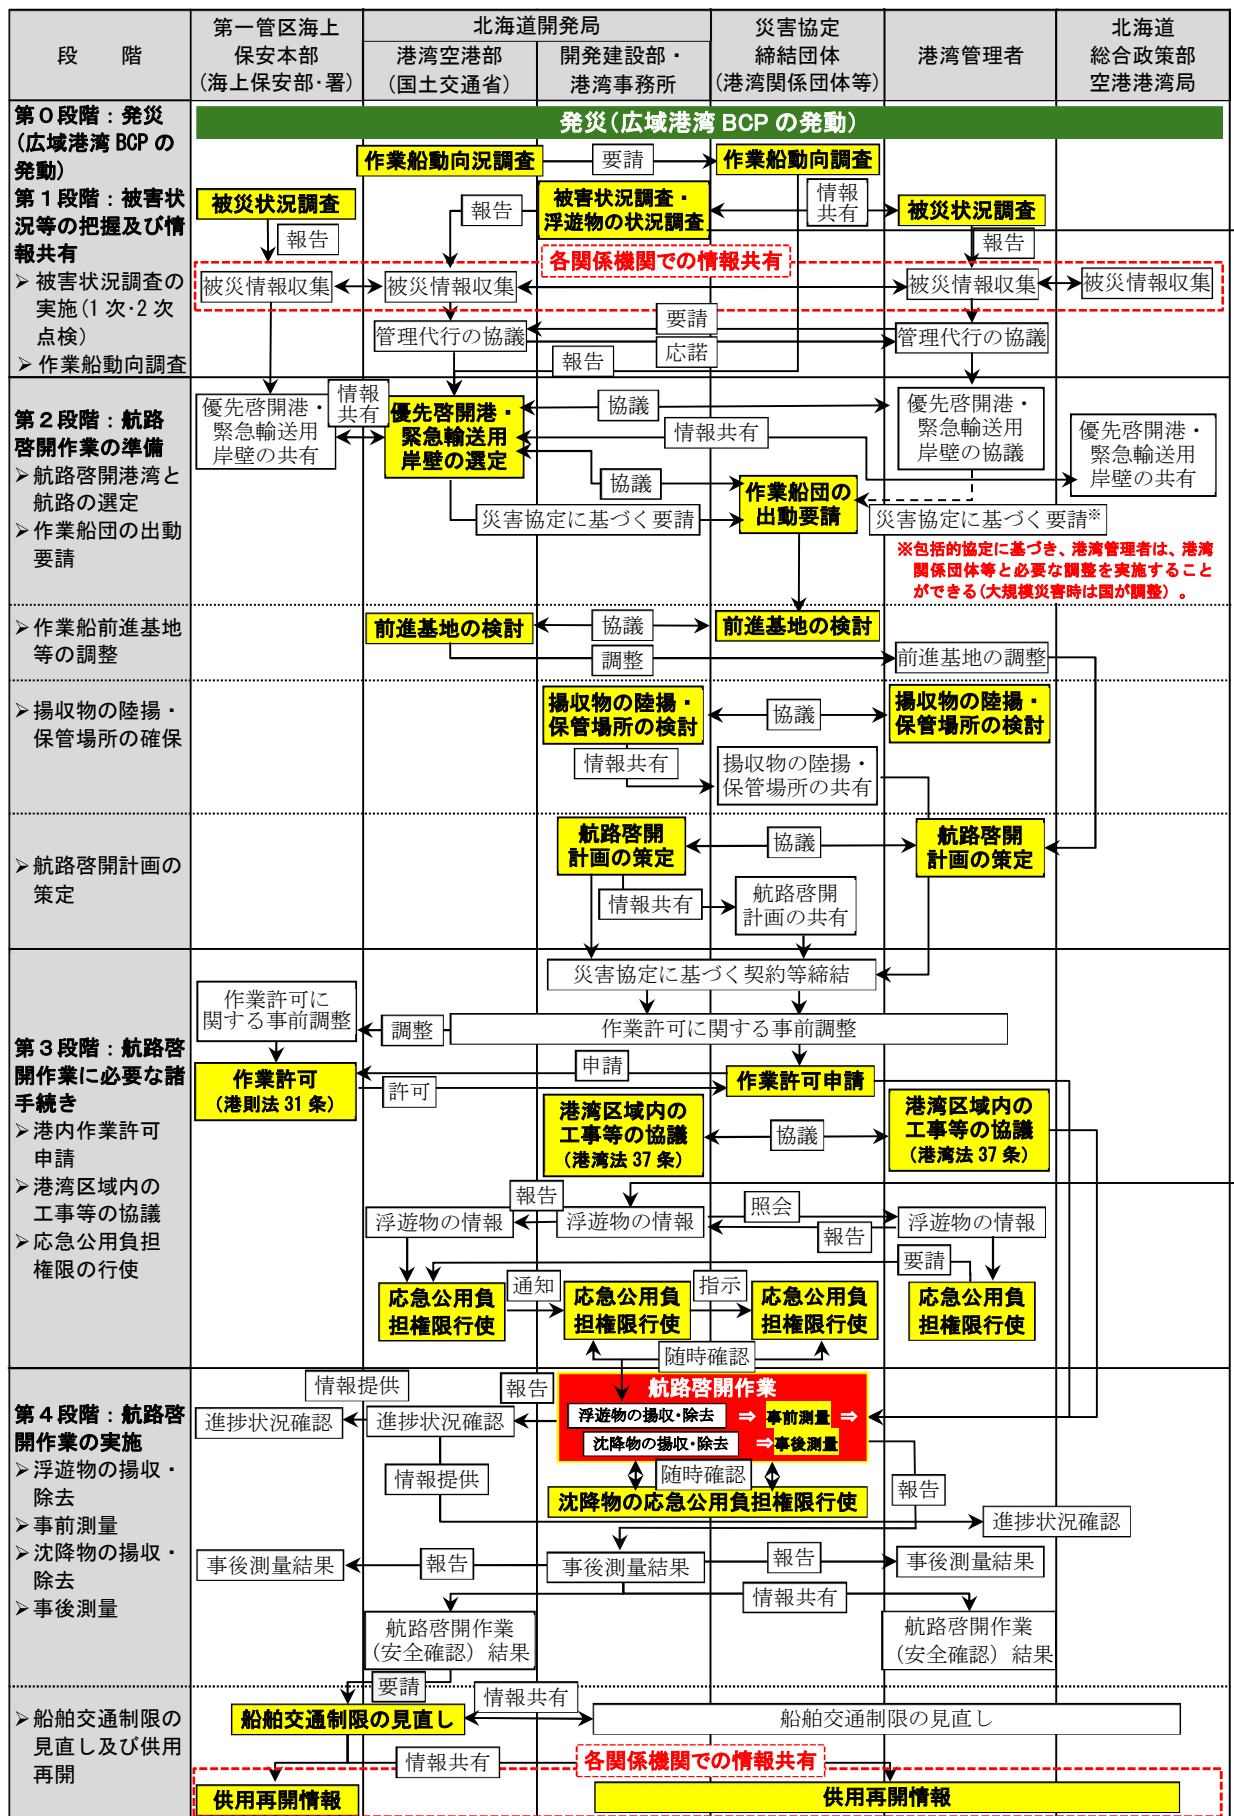 段　階
第一管区海上
保安本部
(海上保安部・署)
北海道開発局
港湾空港部
(国土交通省)
開発建設部・
港湾事務所
災害協定
締結団体
(港湾関係団体等)
港湾管理者
北海道
総合政策部
空港港湾局
第０段階：発災
(広域港湾 BCP の
発動)
第１段階：被害状
況等の把握及び情
報共有
➢被害状況調査の
実施(1 次・2 次
点検)
➢作業船動向調査
発災(広域港湾 BCP の発動)
作業船動向況調査
要請
作業船動向調査
被災状況調査
報告
報告
被害状況調査・
浮遊物の状況調査
情報
共有
被災状況調査
報告
各関係機関での情報共有
被災情報収集
被災情報収集
被災情報収集
被災情報収集
管理代行の協議
要請
応諾
管理代行の協議
報告
第２段階：航路
啓開作業の準備
➢航路啓開港湾と
航路の選定
➢作業船団の出動
要請
優先啓開港・
緊急輸送用
岸壁の共有
情報
共有
優先啓開港・
緊急輸送用
岸壁の選定
協議
情報共有
協議
優先啓開港・
緊急輸送用
岸壁の協議
優先啓開港・
緊急輸送用
岸壁の共有
災害協定に基づく要請
作業船団の
出動要請
災害協定に基づく要請※
※包括的協定に基づき、港湾管理者は、港湾
関係団体等と必要な調整を実施すること
ができる(大規模災害時は国が調整）。
➢作業船前進基地
等の調整
前進基地の検討
協議
前進基地の検討
調整
前進基地の調整
➢揚収物の陸揚・
保管場所の確保
揚収物の陸揚・
保管場所の検討
協議
揚収物の陸揚・
保管場所の検討
情報共有
揚収物の陸揚・
保管場所の共有
➢航路啓開計画の
策定
航路啓開
計画の策定
協議
航路啓開
計画の策定
情報共有
航路啓開
計画の共有
第３段階：航路啓
開作業に必要な諸
手続き
➢港内作業許可
申請
➢港湾区域内の
工事等の協議
➢応急公用負担
権限の行使
災害協定に基づく契約等締結
作業許可に
関する事前調整
調整
作業許可に関する事前調整
作業許可
(港則法 31 条)
申請
許可
作業許可申請
港湾区域内の
工事等の協議
(港湾法 37 条)
協議
港湾区域内の
工事等の協議
(港湾法 37 条)
報告
浮遊物の情報
浮遊物の情報
照会
報告
浮遊物の情報
要請
応急公用負
担権限行使
通知
応急公用負
担権限行使
指示
応急公用負
担権限行使
応急公用負
担権限行使
随時確認
第４段階：航路啓
開作業の実施
➢浮遊物の揚収・
除去
➢事前測量
➢沈降物の揚収・
除去
➢事後測量
情報提供
報告
進捗状況確認
進捗状況確認
航路啓開作業
浮遊物の揚収・除去 ⇒ 事前測量 ⇒
沈降物の揚収・除去 ⇒事後測量
情報提供
随時確認
報告
沈降物の応急公用負担権限行使
進捗状況確認
事後測量結果
報告
事後測量結果
報告
事後測量結果
情報共有
航路啓開作業
（安全確認）結果
航路啓開作業
（安全確認）結果
要請
➢船舶交通制限の
見直し及び供用
再開
船舶交通制限の見直し
情報共有
船舶交通制限の見直し
情報共有
各関係機関での情報共有
供用再開情報
供用再開情報